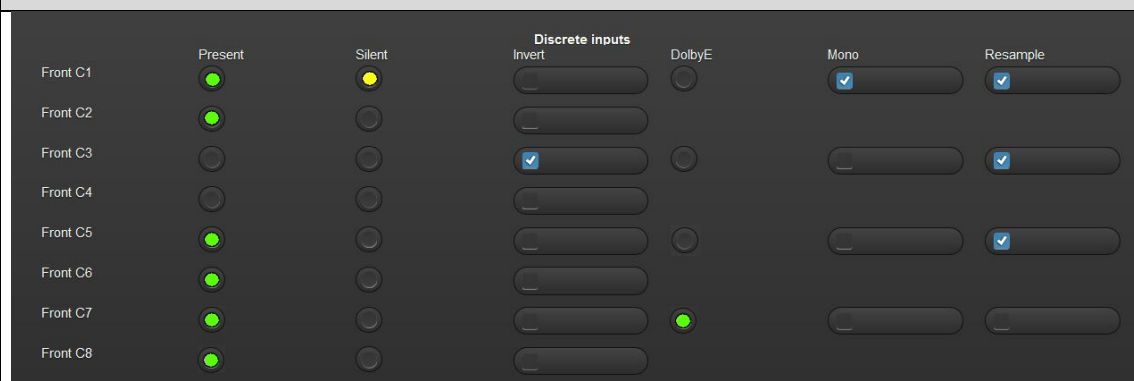 Discrete inputs
Present Silent Invert DolbyE Mono Resample
Front C1
Front C2
Front C3
Front C4
Front C5
Front C6
Front C7
Front C8